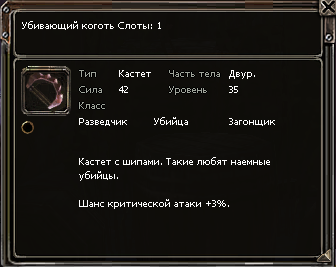 Убивающий коготь Слоты: 1
Тип Кастет Часть тела Двур.
Сила 42 Уровень 35
Класс
Разведчик Убийца Загонщик
Кастет с шипами. Такие любят наемные
убийцы.
Шанс критической атаки +3%.